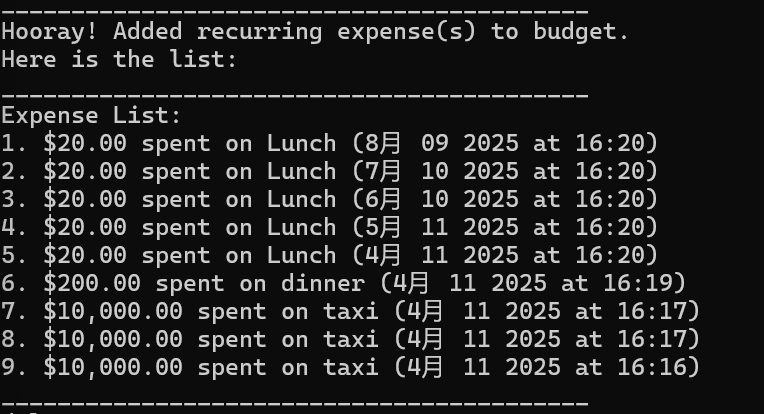 __________________________________________
Hooray! Added recurring expense(s) to budget.
Here is the list:
__________________________________________
Expense List:
1. $20.00 spent on Lunch (8月 09 2025 at 16:20)
2. $20.00 spent on Lunch (7月 10 2025 at 16:20)
3. $20.00 spent on Lunch (6月 10 2025 at 16:20)
4. $20.00 spent on Lunch (5月 11 2025 at 16:20)
5. $20.00 spent on Lunch (4月 11 2025 at 16:20)
6. $200.00 spent on dinner (4月 11 2025 at 16:19)
7. $10,000.00 spent on taxi (4月 11 2025 at 16:17)
8. $10,000.00 spent on taxi (4月 11 2025 at 16:17)
9. $10,000.00 spent on taxi (4月 11 2025 at 16:16)
__________________________________________